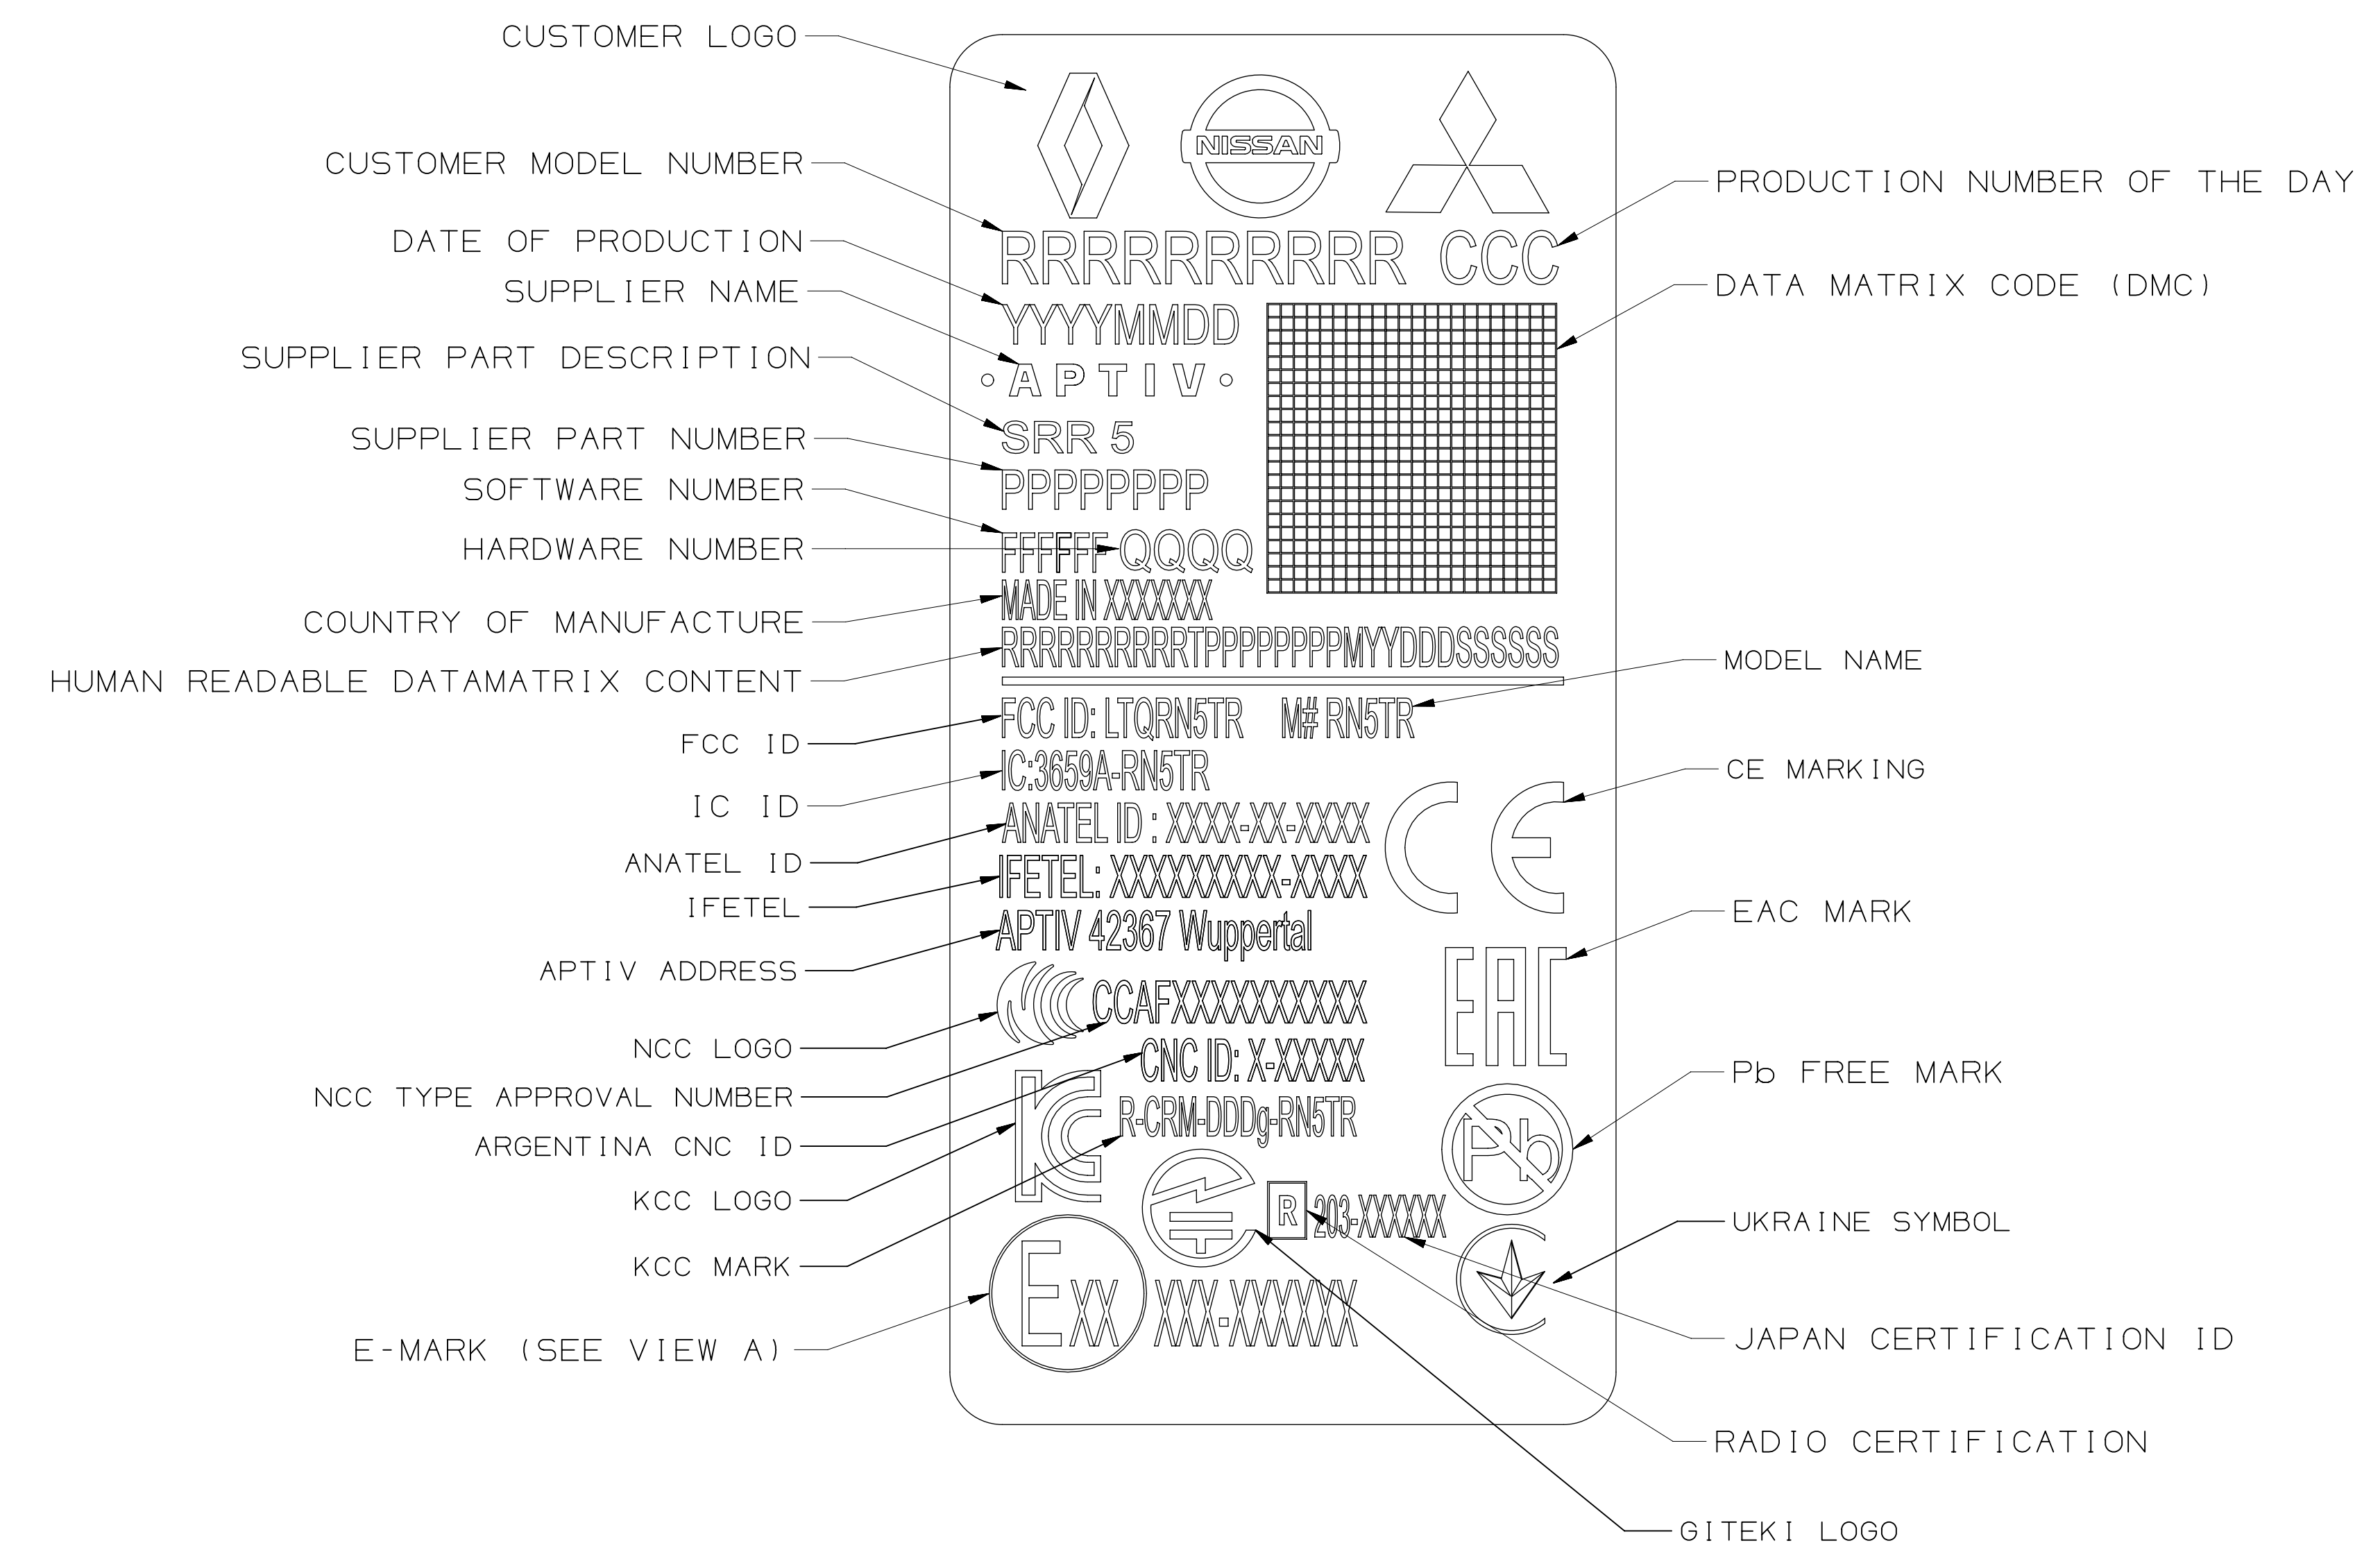 CUSTOMER LOGO
CUSTOMER MODEL NUMBER
DATE OF PRODUCTION
SUPPLIER NAME
SUPPLIER PART DESCRIPTION
SUPPLIER PART NUMBER
SOFTWARE NUMBER
HARDWARE NUMBER
COUNTRY OF MANUFACTURE
HUMAN READABLE DATAMATRIX CONTENT
FCC ID
IC ID
ANATEL ID
IFETEL
APTIV ADDRESS
NCC LOGO
NCC TYPE APPROVAL NUMBER
ARGENTINA CNC ID
KCC LOGO
KCC MARK
E-MARK (SEE VIEW A)
NISSAN
RRRRRRRRRR CCC
YYYYMMDD
• APTIV •
SRR 5
PPPPPPPP
FFFFFF QQQQ
MADE IN XXXXXX
RRRRRRRRRRTPPPPPPPPMYYDDDSSSSSS
FCC ID: LTQRN5TR M# RN5TR
IC:3659A-RN5TR
ANATEL ID : XXXX-XX-XXXX
IFETEL: XXXXXXXXX-XXXX
APTIV 42367 Wuppertal
CCAFXXXXXXXXXX
CNC ID: X-XXXXX
R-CRM-DDDg-RN5TR
R 203-XXXXXX
Exx XXX-XXXXXX
CE
EAC
Pb
PRODUCTION NUMBER OF THE DAY
DATA MATRIX CODE (DMC)
MODEL NAME
CE MARKING
EAC MARK
Pb FREE MARK
UKRAINE SYMBOL
JAPAN CERTIFICATION ID
RADIO CERTIFICATION
GITEKI LOGO